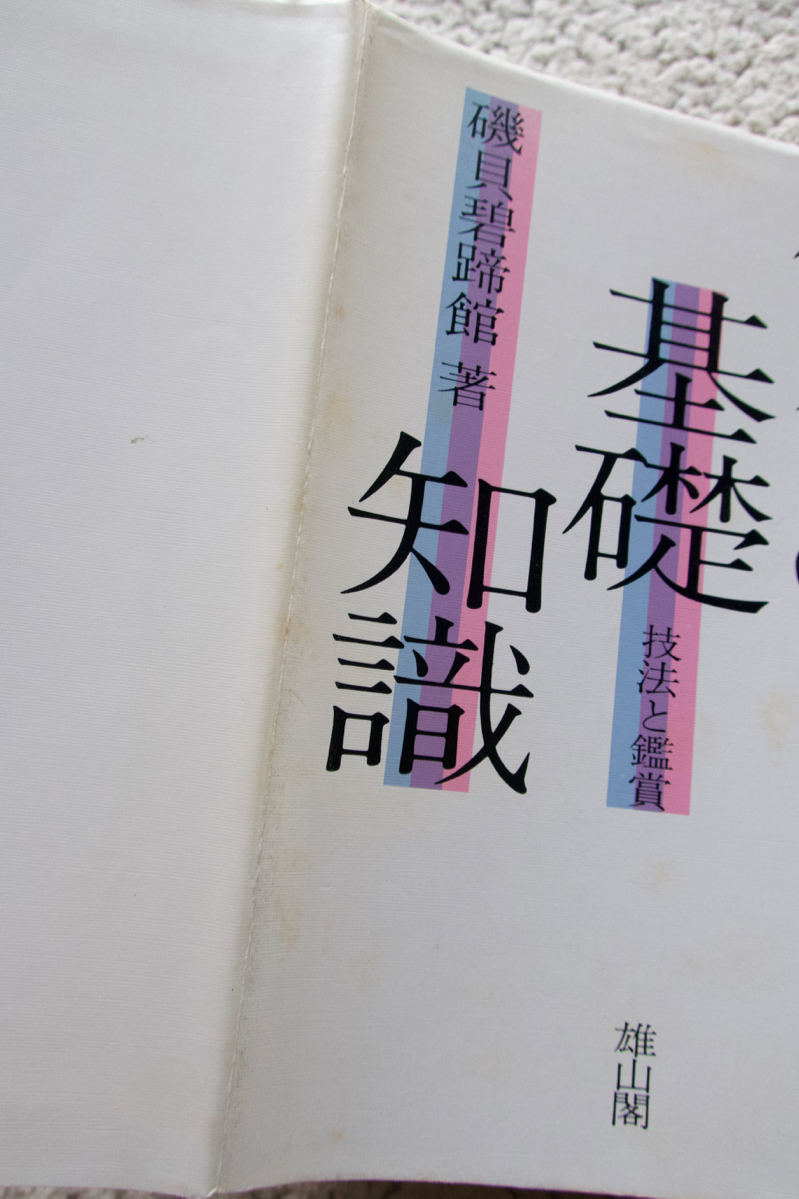 基礎
技法と鑑賞
知識
磯貝碧蹄館 著
雄山閣